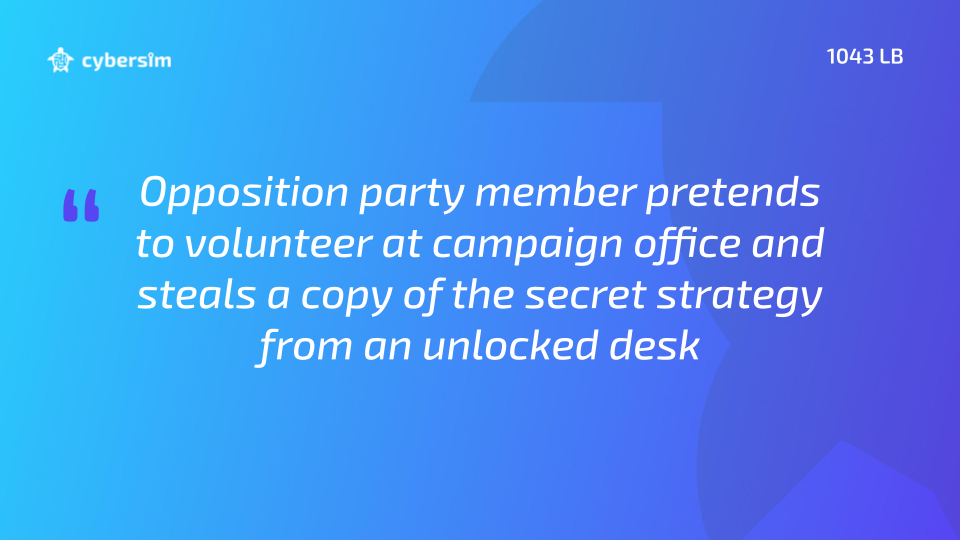 cybersim
1043 LB
“
Opposition party member pretends
to volunteer at campaign office and
steals a copy of the secret strategy
from an unlocked desk